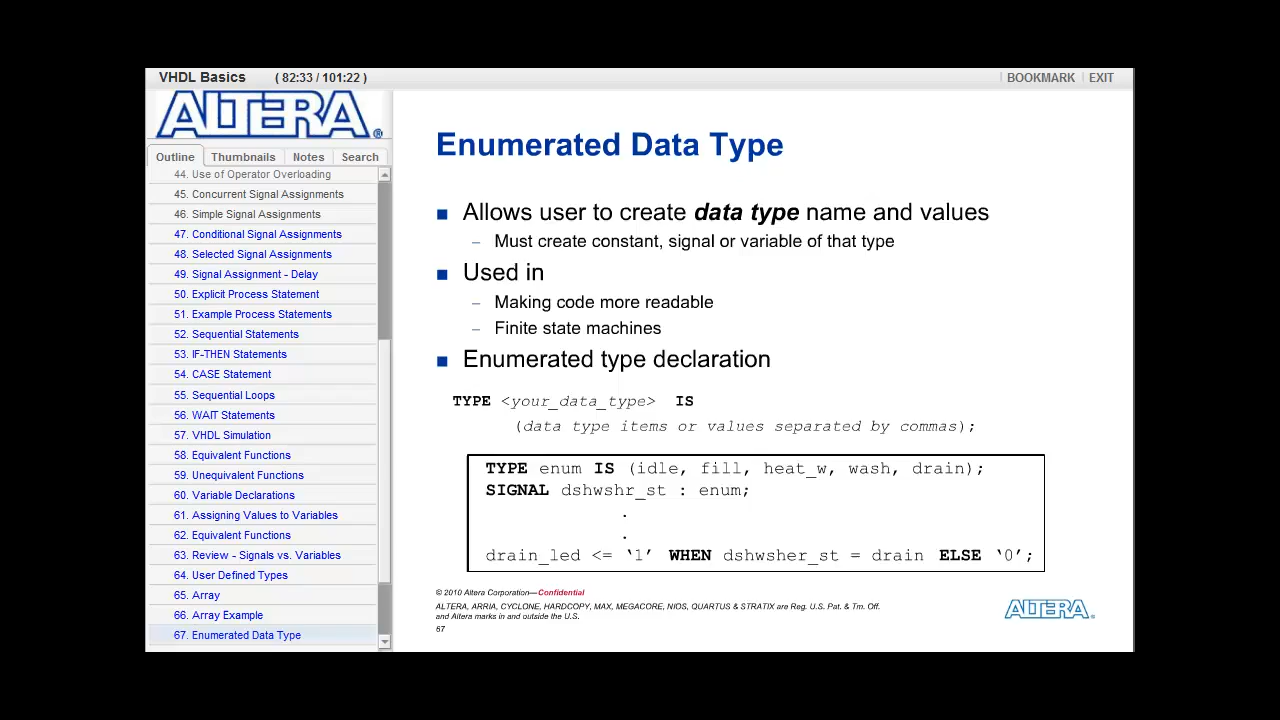 VHDL Basics ( 82:33 / 101:22 )
BOOKMARK EXIT
ALTERA®
Outline Thumbnails Notes Search
44. Use of Operator Overloading
45. Concurrent Signal Assignments
46. Simple Signal Assignments
47. Conditional Signal Assignments
48. Selected Signal Assignments
49. Signal Assignment - Delay
50. Explicit Process Statement
51. Example Process Statements
52. Sequential Statements
53. IF-THEN Statements
54. CASE Statement
55. Sequential Loops
56. WAIT Statements
57. VHDL Simulation
58. Equivalent Functions
59. Unequivalent Functions
60. Variable Declarations
61. Assigning Values to Variables
62. Equivalent Functions
63. Review - Signals vs. Variables
64. User Defined Types
65. Array
66. Array Example
67. Enumerated Data Type
Enumerated Data Type
■ Allows user to create data type name and values
– Must create constant, signal or variable of that type
■ Used in
– Making code more readable
– Finite state machines
■ Enumerated type declaration
TYPE <your_data_type> IS
(data type items or values separated by commas);
TYPE enum IS (idle, fill, heat_w, wash, drain);
SIGNAL dshwshr_st : enum;
.
.
drain_led <= ‘1’ WHEN dshwsher_st = drain ELSE ‘0’;
© 2010 Altera Corporation—Confidential
ALTERA, ARRIA, CYCLONE, HARDCOPY, MAX, MEGACORE, NIOS, QUARTUS & STRATIX are Reg. U.S. Pat. & Tm. Off.
and Altera marks in and outside the U.S.
67
ALTERA.